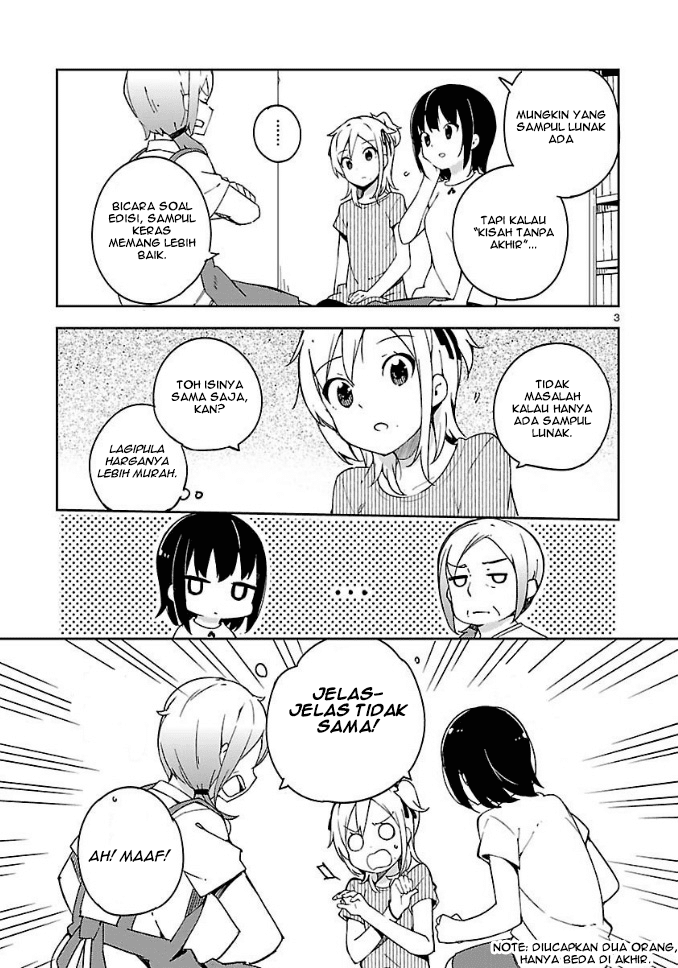 MUNGKIN YANG
SAMPUL LUNAK
ADA
TAPI KALAU
"KISAH TANPA
AKHIR"...
......
BICARA SOAL
EDISI, SAMPUL
KERAS
MEMANG LEBIH
BAIK.
3
TIDAK
MASALAH
KALAU HANYA
ADA SAMPUL
LUNAK.
TOH ISINYA
SAMA SAJA,
KAN?
LAGIPULA
HARGANYA
LEBIH MURAH.
...
JELAS-
JELAS TIDAK
SAMA!
AH! MAAF!
NOTE: DIUCAPKAN DUA ORANG,
HANYA BEDA DI AKHIR.